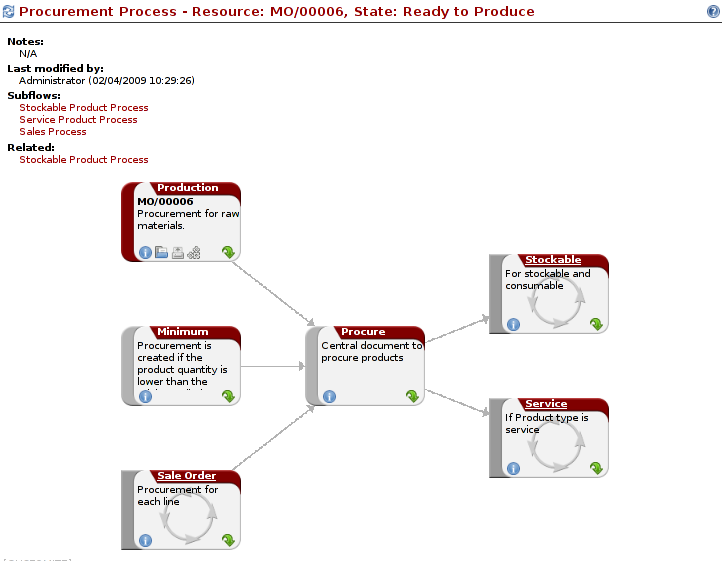 Procurement Process - Resource: MO/00006, State: Ready to Produce
Notes:
N/A
Last modified by:
Administrator (02/04/2009 10:29:26)
Subflows:
Stockable Product Process
Service Product Process
Sales Process
Related:
Stockable Product Process
Production
MO/00006
Procurement for raw
materials.
Minimum
Procurement is
created if the
product quantity is
lower than the
Sale Order
Procurement for
each line
Procure
Central document to
procure products
Stockable
For stockable and
consumable
Service
If Product type is
service